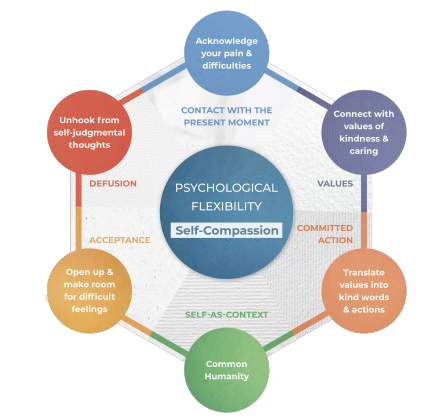 Acknowledge
your pain &
difficulties
CONTACT WITH THE
PRESENT MOMENT
Unhook from
self-judgmental
thoughts
Connect with
values of
kindness &
caring
DEFUSION
VALUES
PSYCHOLOGICAL
FLEXIBILITY
Self-Compassion
ACCEPTANCE
COMMITTED
ACTION
Open up &
make room
for difficult
feelings
Translate
values into
kind words
& actions
SELF-AS-CONTEXT
Common
Humanity